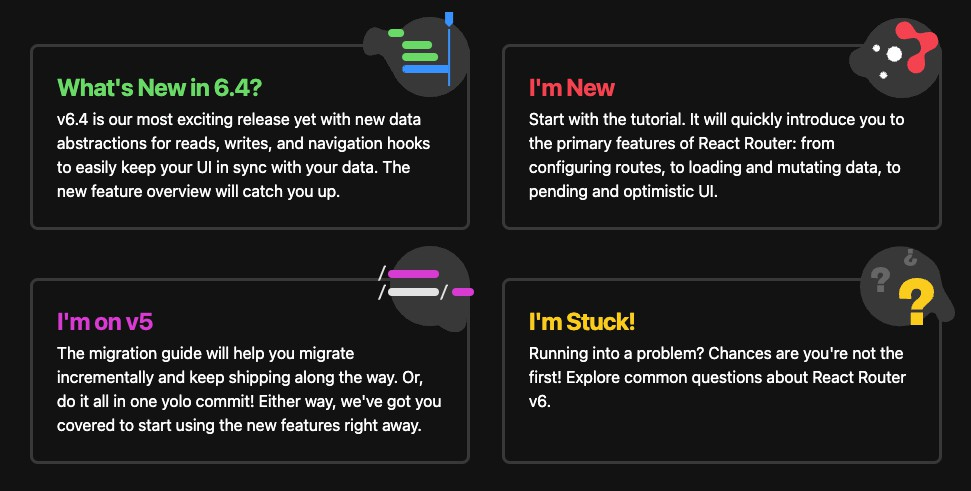 What's New in 6.4?
v6.4 is our most exciting release yet with new data
abstractions for reads, writes, and navigation hooks
to easily keep your UI in sync with your data. The
new feature overview will catch you up.
I'm New
Start with the tutorial. It will quickly introduce you to
the primary features of React Router: from
configuring routes, to loading and mutating data, to
pending and optimistic UI.
/
/ /
I'm on v5
The migration guide will help you migrate
incrementally and keep shipping along the way. Or,
do it all in one yolo commit! Either way, we've got you
covered to start using the new features right away.
¿
? ?
I'm Stuck!
Running into a problem? Chances are you're not the
first! Explore common questions about React Router
v6.